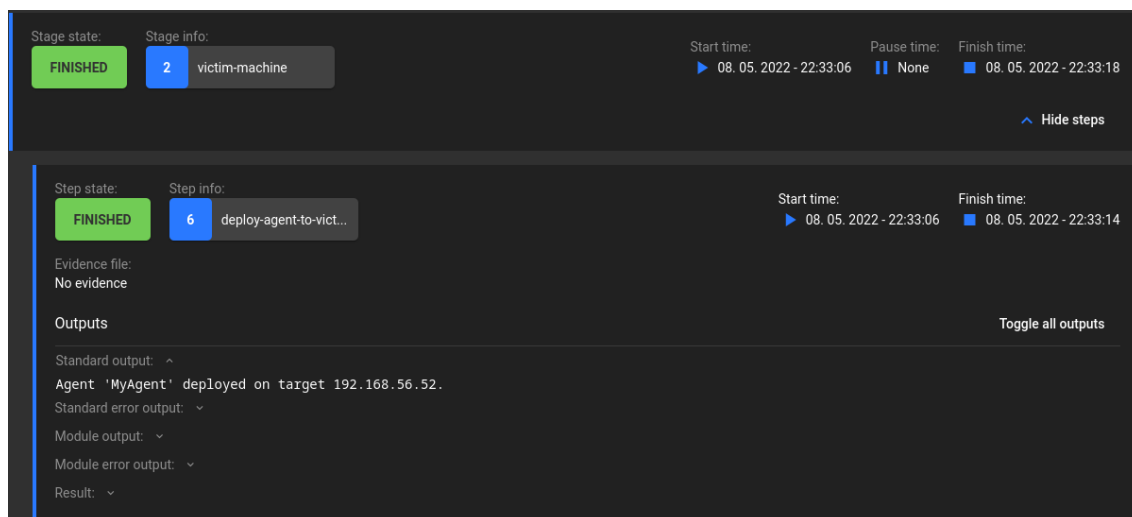 Stage state: Stage info:
Start time: Pause time: Finish time:
FINISHED 2 victim-machine
08. 05. 2022 - 22:33:06 None 08. 05. 2022 - 22:33:18
Hide steps
Step state: Step info:
Start time: Finish time:
FINISHED 6 deploy-agent-to-vict...
08. 05. 2022 - 22:33:06 08. 05. 2022 - 22:33:14
Evidence file:
No evidence
Outputs Toggle all outputs
Standard output:
Agent 'MyAgent' deployed on target 192.168.56.52.
Standard error output:
Module output:
Module error output:
Result: